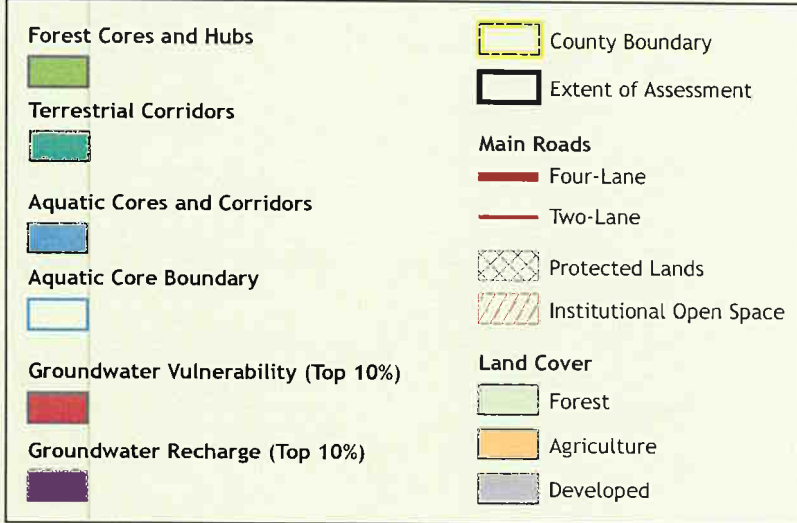 Forest Cores and Hubs
Terrestrial Corridors
Aquatic Cores and Corridors
Aquatic Core Boundary
Groundwater Vulnerability (Top 10%)
Groundwater Recharge (Top 10%)
County Boundary
Extent of Assessment
Main Roads
Four-Lane
Two-Lane
Protected Lands
Institutional Open Space
Land Cover
Forest
Agriculture
Developed